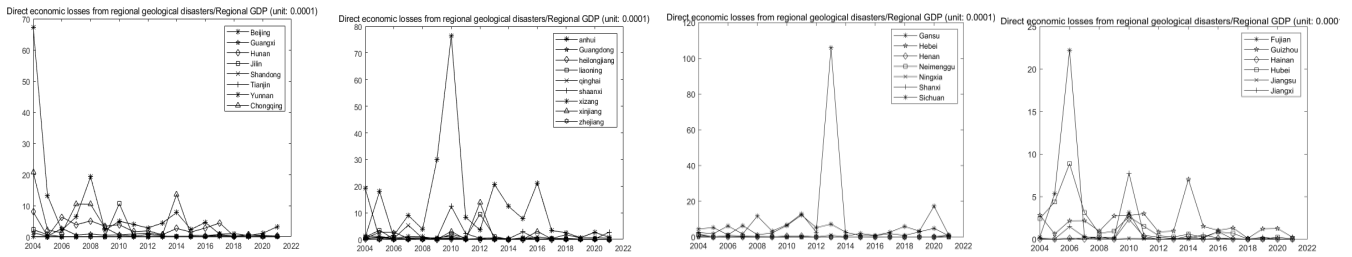 Direct economic losses from regional geological disasters/Regional GDP (unit: 0.0001)
70
60
50
40
30
20
10
0
2004 2006 2008 2010 2012 2014 2016 2018 2020 2022
Beijing
Guangxi
Hunan
Jilin
Shandong
Tianjin
Yunnan
Chongqing
Direct economic losses from regional geological disasters/Regional GDP (unit: 0.0001)
80
70
60
50
40
30
20
10
0
2004 2006 2008 2010 2012 2014 2016 2018 2020 2022
anhui
Guangdong
heilongjiang
liaoning
qinghai
shaanxi
xizang
xinjiang
zhejiang
Direct economic losses from regional geological disasters/Regional GDP (unit: 0.0001)
120
100
80
60
40
20
0
2004 2006 2008 2010 2012 2014 2016 2018 2020 2022
Gansu
Hebei
Henan
Neimenggu
Ningxia
Shanxi
Sichuan
Direct economic losses from regional geological disasters/Regional GDP (unit: 0.000
25
20
15
10
5
0
2004 2006 2008 2010 2012 2014 2016 2018 2020 2022
Fujian
Guizhou
Hainan
Hubei
Jiangsu
Jiangxi